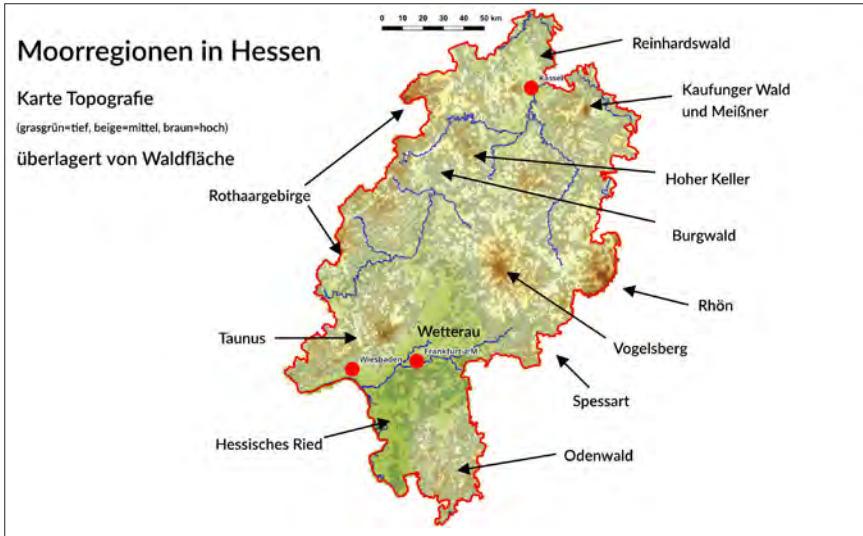 0 10 20 30 40 50 km
Moorregionen in Hessen
Karte Topografie
(grasgrün=tief, beige=mittel, braun=hoch)
überlagert von Waldfläche
Reinhardswald
Kassel
Kaufunger Wald
und Meißner
Hoher Keller
Rothaargebirge
Burgwald
Rhön
Wetterau
Taunus
Vogelsberg
Wiesbaden
Frankfurt a.M.
Spessart
Hessisches Ried
Odenwald